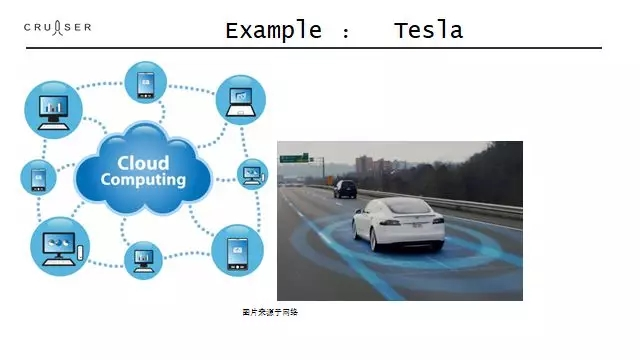 CRUISER
Example : Tesla
Cloud
Computing
图片来源于网络